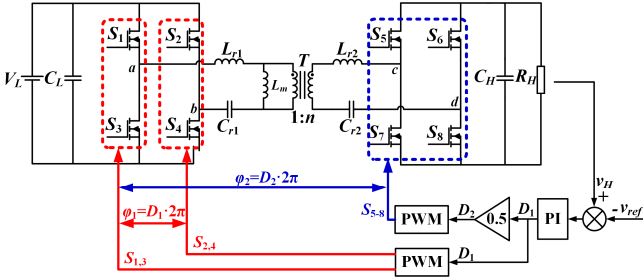 S1 S2 Lr1 T Lr2 S5 S6
VL CL a Lm c CH RH
b d
S3 S4 Cr1 1:n Cr2 S7 S8
φ2=D2·2π vH
φ1=D1·2π S5-8 PWM D2 0.5 D1 PI + - vref
S2,4
S1,3 PWM D1